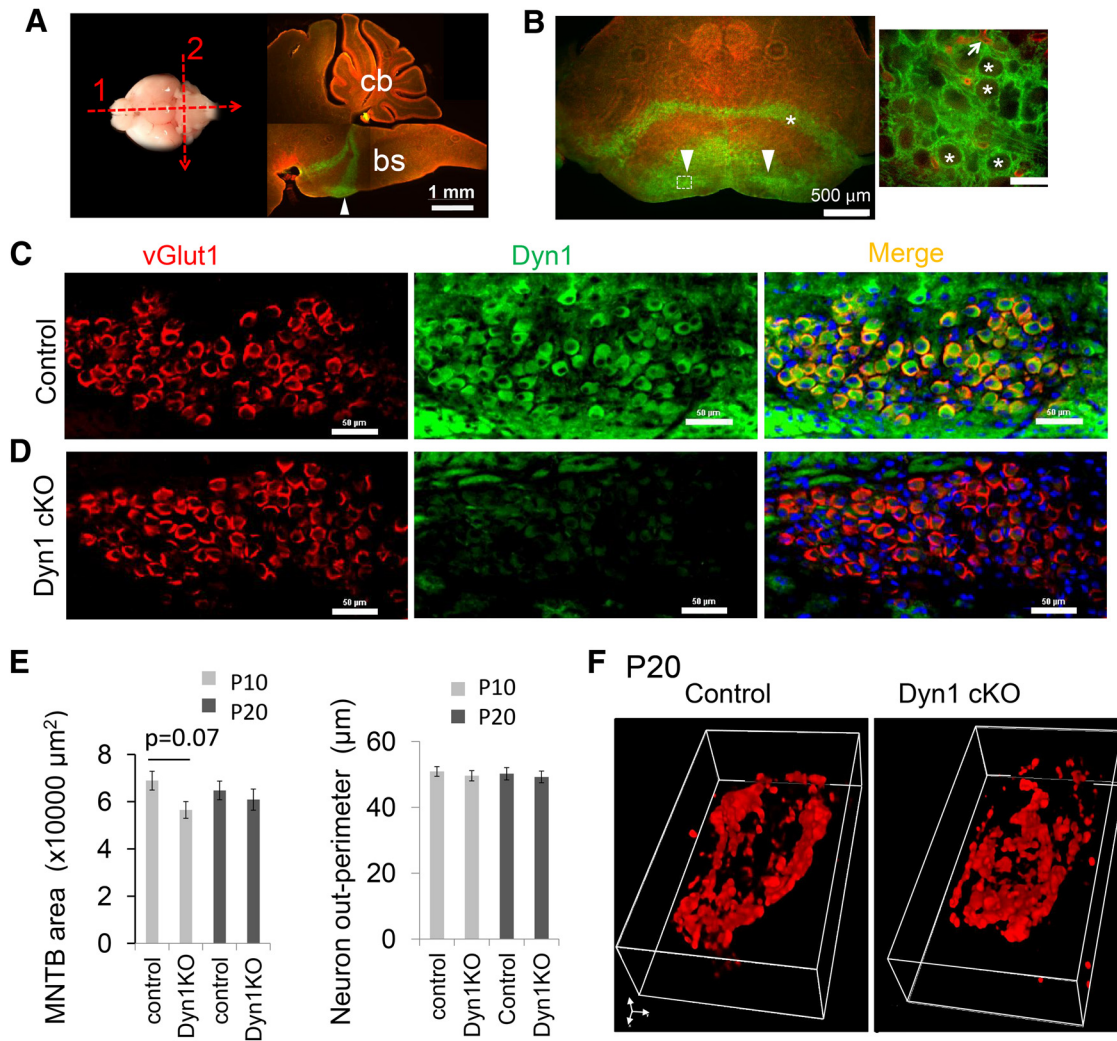 A
1
2
cb
bs
1 mm
B
*
500 µm
*
*
*
*
C
vGlut1
Dyn1
Merge
Control
50 µm
50 µm
50 µm
D
Dyn1 cKO
50 µm
50 µm
50 µm
E
P10
P20
p=0.07
MNTB area (x10000 µm²)
8
6
4
2
0
control
Dyn1KO
control
Dyn1KO
P10
P20
Neuron out-perimeter (µm)
60
40
20
0
control
Dyn1KO
Control
Dyn1KO
F P20
Control
Dyn1 cKO